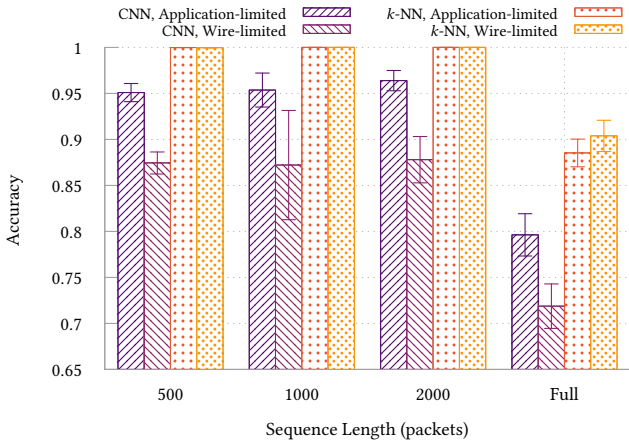 CNN, Application-limited
CNN, Wire-limited
k-NN, Application-limited
k-NN, Wire-limited
1
0.95
0.9
0.85
0.8
0.75
0.7
0.65
Accuracy
500 1000 2000 Full
Sequence Length (packets)